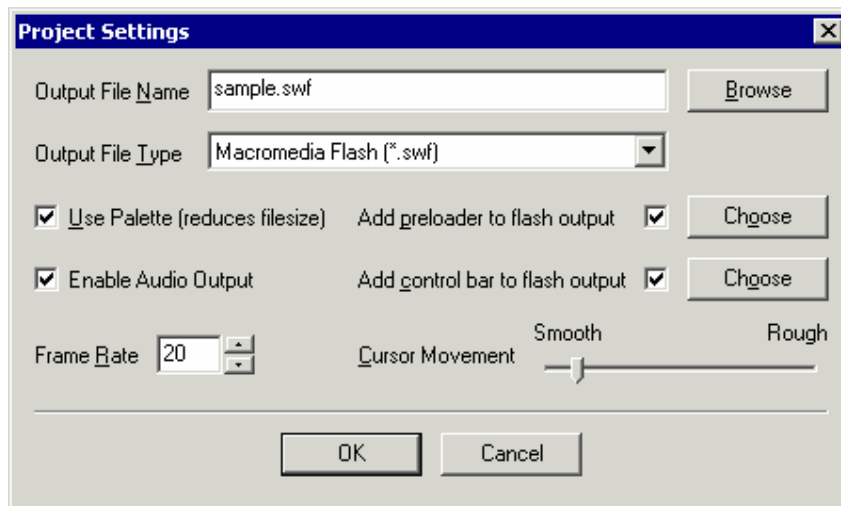 Project Settings
Output File Name sample.swf Browse
Output File Type Macromedia Flash (*.swf)
Use Palette (reduces filesize) Add preloader to flash output Choose
Enable Audio Output Add control bar to flash output Choose
Smooth Rough
Frame Rate 20 Cursor Movement
OK Cancel